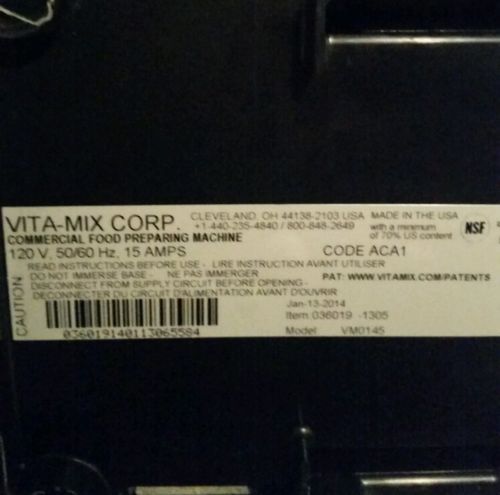 VITA-MIX CORP. CLEVELAND, OH 44138-2103 USA MADE IN THE USA
+1-440-235-4840 / 800-848-2649 with a minimum
of 70% US content
NSF
COMMERCIAL FOOD PREPARING MACHINE
120 V, 50/60 Hz, 15 AMPS CODE ACA1
CAUTION:
READ INSTRUCTIONS BEFORE USE - LIRE INSTRUCTION AVANT UTILISER
DO NOT IMMERSE BASE - NE PAS IMMERGER PAT: WWW.VITAMIX.COM/PATENTS
DISCONNECT FROM SUPPLY CIRCUIT BEFORE OPENING -
DECONNECTER DU CIRCUIT D'ALIMENTATION AVANT D'OUVRIR
Jan-13-2014
Item 036019 -1305
036019140113065584 Model VM0145